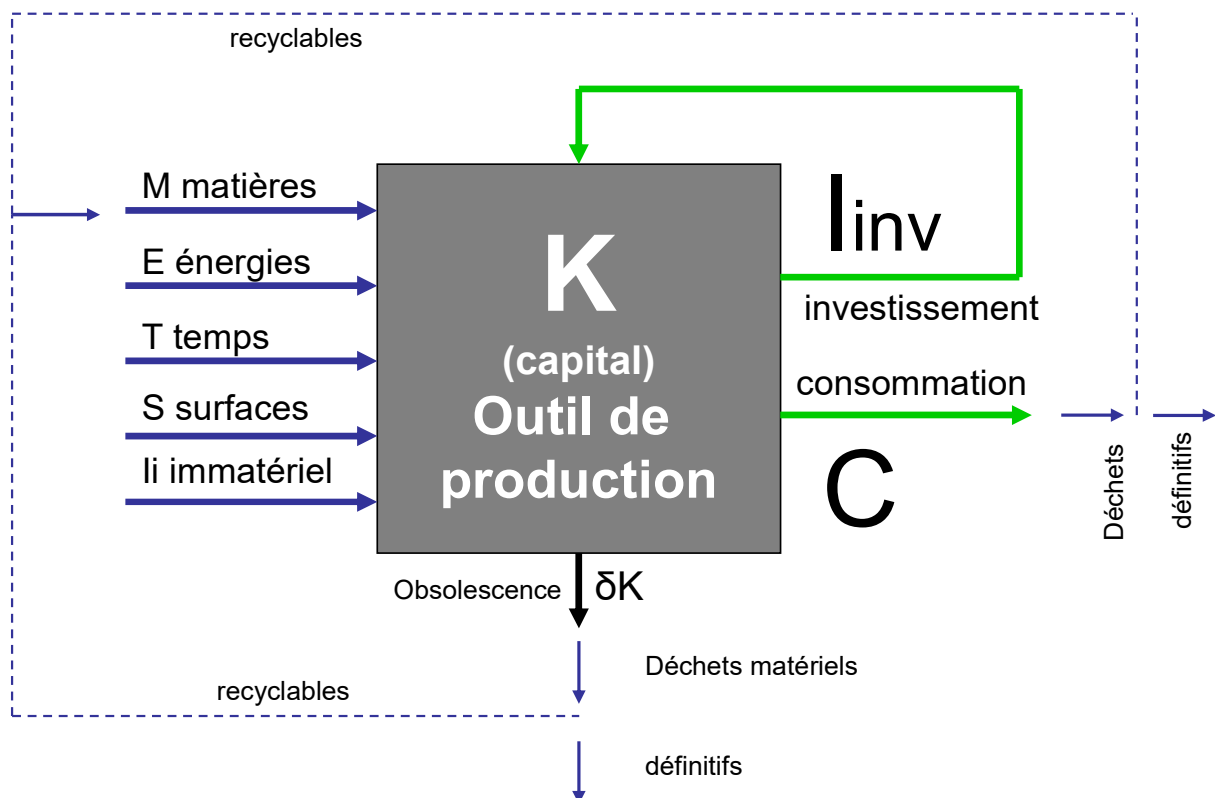 recyclables
M matières
E énergies
T temps
S surfaces
Ii immatériel
K
(capital)
Outil de
production
Iinv
investissement
consommation
C
Déchets
définitifs
Obsolescence δK
Déchets matériels
recyclables
définitifs